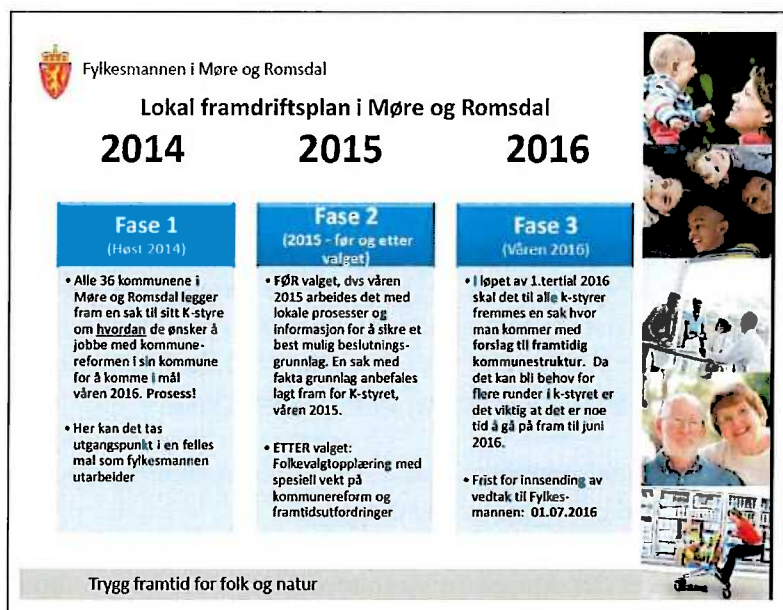 Fylkesmannen i Møre og Romsdal
Lokal framdriftsplan i Møre og Romsdal
2014
2015
2016
Fase 1
(Høst 2014)
• Alle 36 kommunene i
Møre og Romsdal legger
fram en sak til sitt K-styre
om hvordan de ønsker å
jobbe med kommune-
reformen i sin kommune
for å komme i mål
våren 2016. Prosess!
• Her kan det tas
utgangspunkt i en felles
mal som fylkesmannen
utarbeider
Fase 2
(2015 - før og etter
valget)
• FØR valget, dvs våren
2015 arbeides det med
lokale prosesser og
informasjon for å sikre et
best mulig beslutnings-
grunnlag. En sak med
fakta grunnlag anbefales
lagt fram for K-styret,
våren 2015.
• ETTER valget:
Folkevalgtopplæring med
spesiell vekt på
kommunereform og
framtidsutfordringer
Fase 3
(Våren 2016)
• I løpet av 1.tertial 2016
skal det til alle k-styrer
fremmes en sak hvor
man kommer med
forslag til framtidig
kommunestruktur. Da
det kan bli behov for
flere runder i k-styret er
det viktig at det er noe
tid å gå på fram til juni
2016.
• Frist for innsending av
vedtak til Fylkes-
mannen: 01.07.2016
Trygg framtid for folk og natur